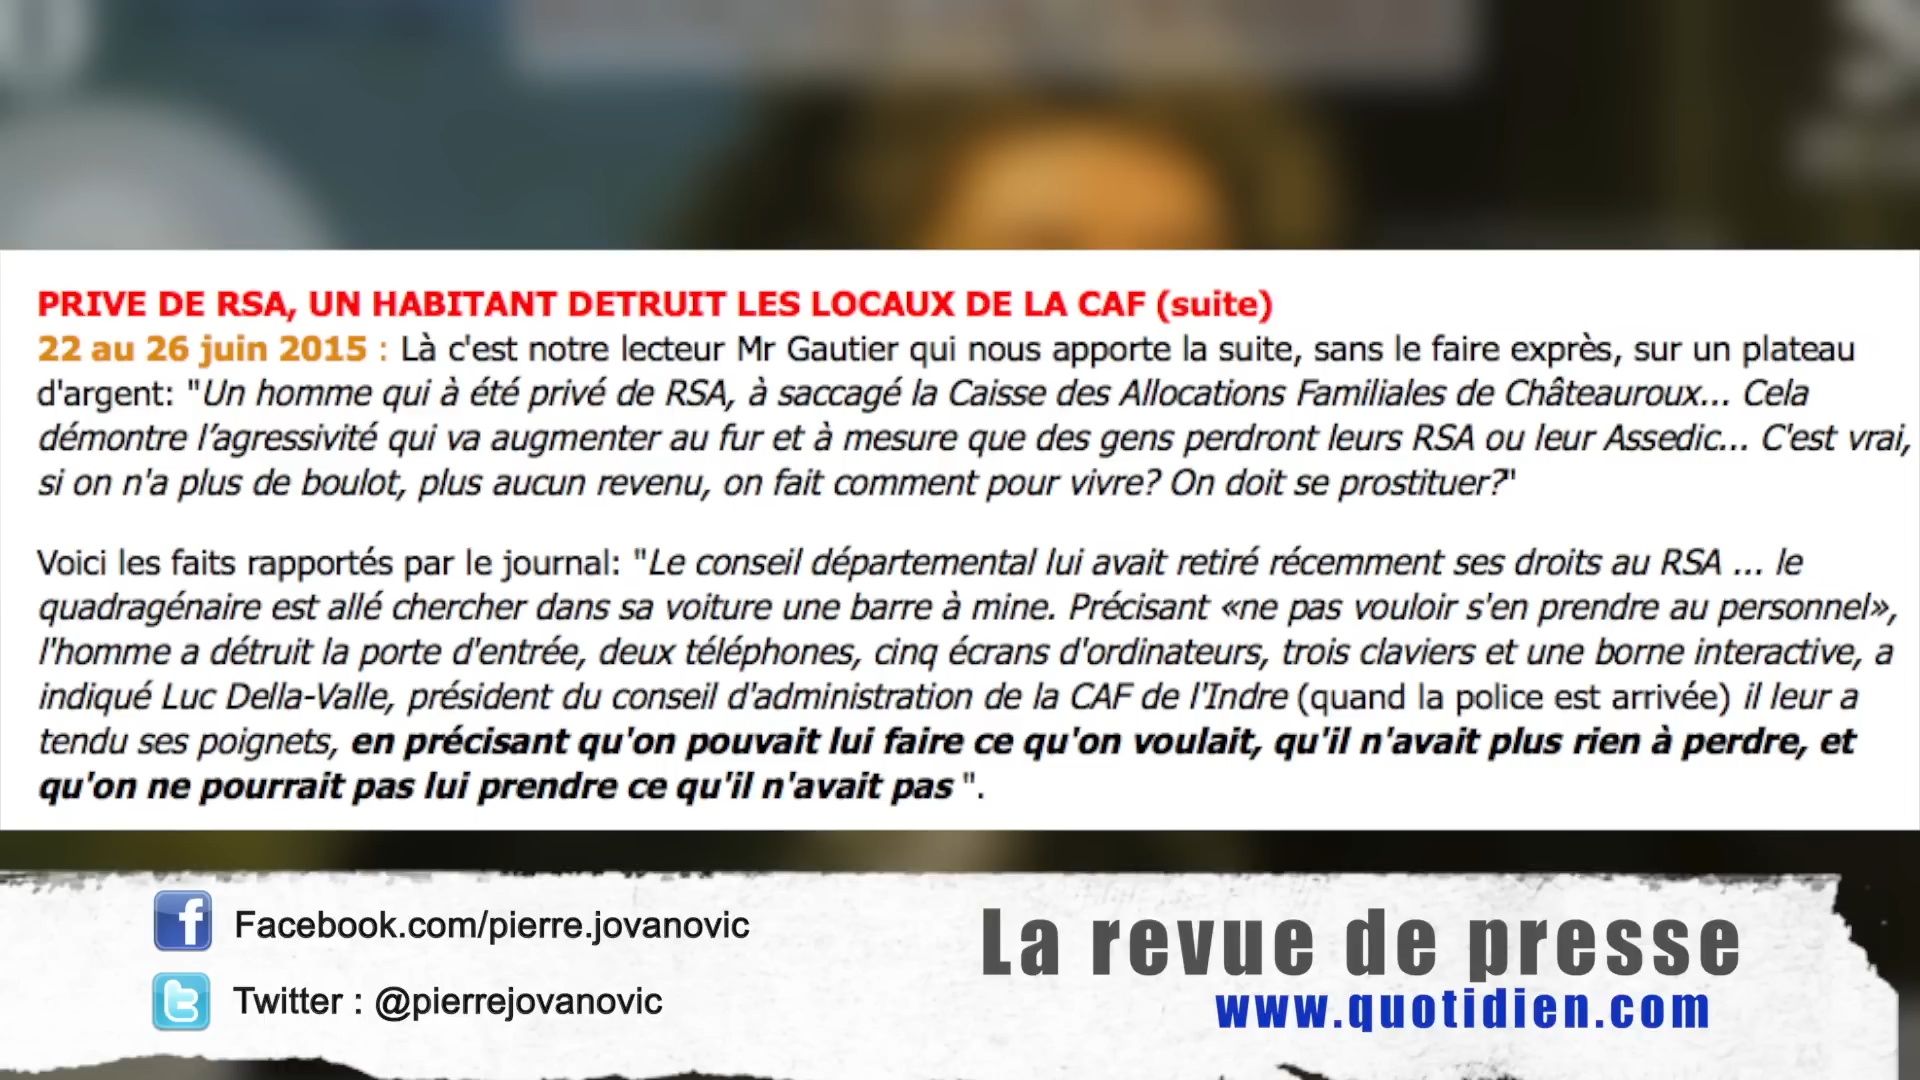 PRIVE DE RSA, UN HABITANT DETRUIT LES LOCAUX DE LA CAF (suite)
22 au 26 juin 2015 : Là c'est notre lecteur Mr Gautier qui nous apporte la suite, sans le faire exprès, sur un plateau
d'argent: "Un homme qui à été privé de RSA, à saccagé la Caisse des Allocations Familiales de Châteauroux... Cela
démontre l’agressivité qui va augmenter au fur et à mesure que des gens perdront leurs RSA ou leur Assedic... C'est vrai,
si on n'a plus de boulot, plus aucun revenu, on fait comment pour vivre? On doit se prostituer?"
Voici les faits rapportés par le journal: "Le conseil départemental lui avait retiré récemment ses droits au RSA ... le
quadragénaire est allé chercher dans sa voiture une barre à mine. Précisant «ne pas vouloir s'en prendre au personnel»,
l'homme a détruit la porte d'entrée, deux téléphones, cinq écrans d'ordinateurs, trois claviers et une borne interactive, a
indiqué Luc Della-Valle, président du conseil d'administration de la CAF de l'Indre (quand la police est arrivée) il leur a
tendu ses poignets, en précisant qu'on pouvait lui faire ce qu'on voulait, qu'il n'avait plus rien à perdre, et
qu'on ne pourrait pas lui prendre ce qu'il n'avait pas ".
Facebook.com/pierre.jovanovic
Twitter : @pierrejovanovic
La revue de presse
www.quotidien.com